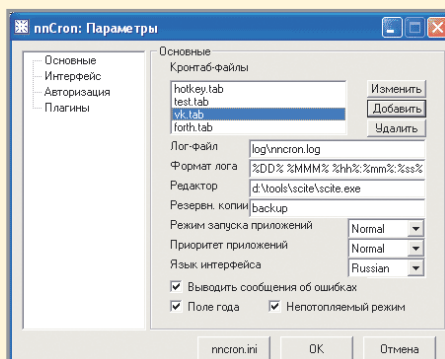 nnCron: Параметры
Основные
Интерфейс
Авторизация
Плагины
Основные
Кронтаб-файлы
hotkey.tab
test.tab
vk.tab
forth.tab
Изменить
Добавить
Удалить
Лог-файл log\nncron.log
Формат лога %DD% %MMM% %hh%:%mm%:%ss%
Редактор d:\tools\scite\scite.exe
Резервн. копии backup
Режим запуска приложений Normal
Приоритет приложений Normal
Язык интерфейса Russian
Выводить сообщения об ошибках
Поле года Непотопляемый режим
nncron.ini OK Отмена